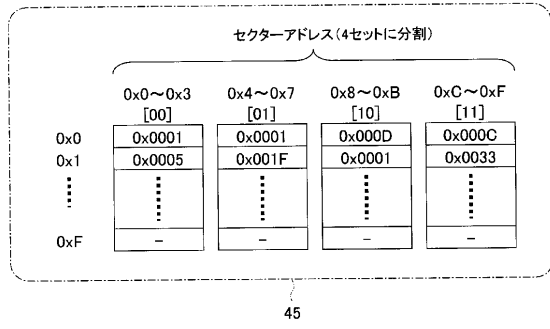 セクターアドレス(4セットに分割)
0x0～0x3 0x4～0x7 0x8～0xB 0xC～0xF
[00] [01] [10] [11]
0x0 0x0001 0x0001 0x000D 0x000C
0x1 0x0005 0x001F 0x0001 0x0033
0xF － － － －
45